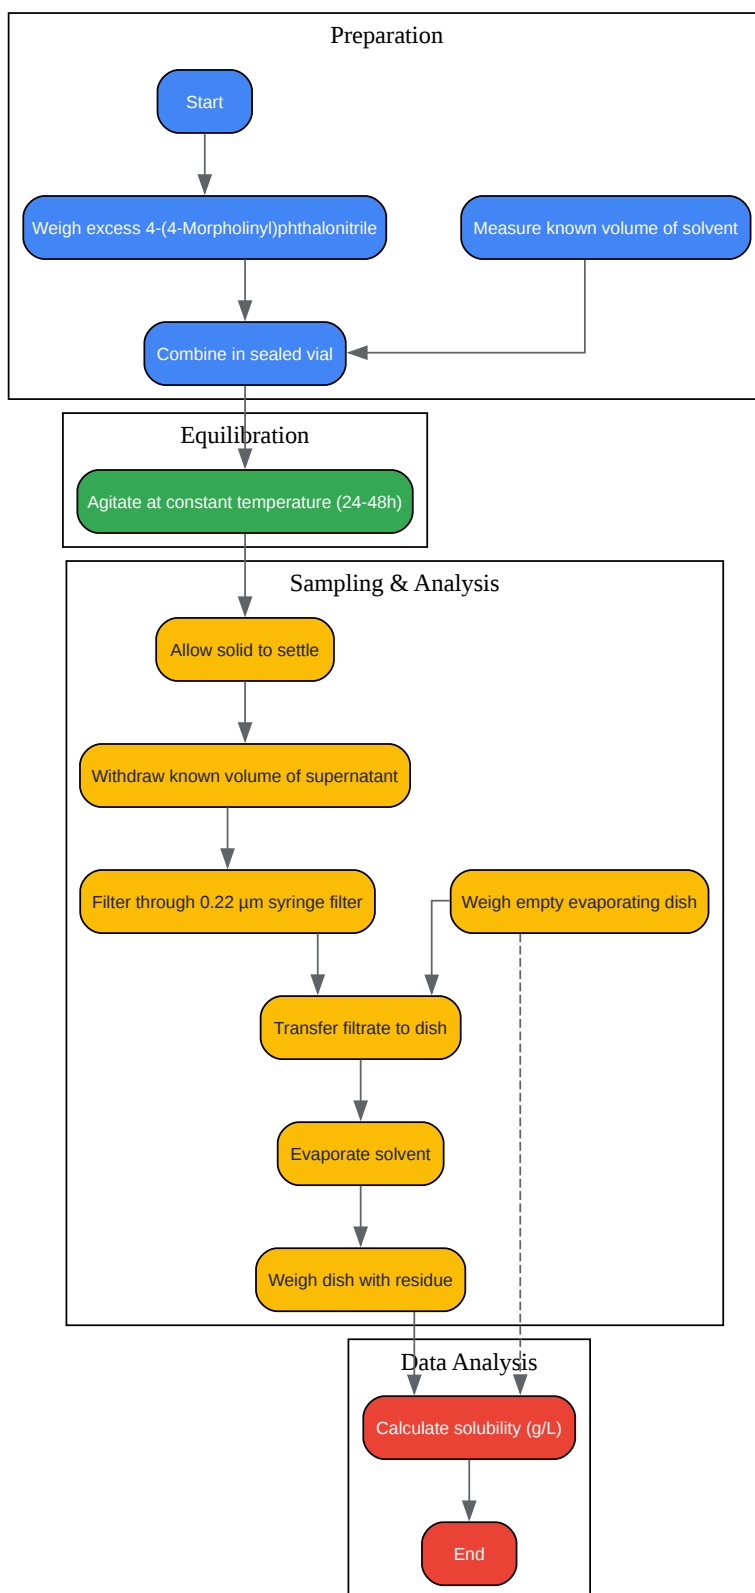 Preparation
Start
Weigh excess 4-(4-Morpholinyl)phthalonitrile
Measure known volume of solvent
Combine in sealed vial
Equilibration
Agitate at constant temperature (24-48h)
Sampling & Analysis
Allow solid to settle
Withdraw known volume of supernatant
Filter through 0.22 µm syringe filter
Weigh empty evaporating dish
Transfer filtrate to dish
Evaporate solvent
Weigh dish with residue
Data Analysis
Calculate solubility (g/L)
End